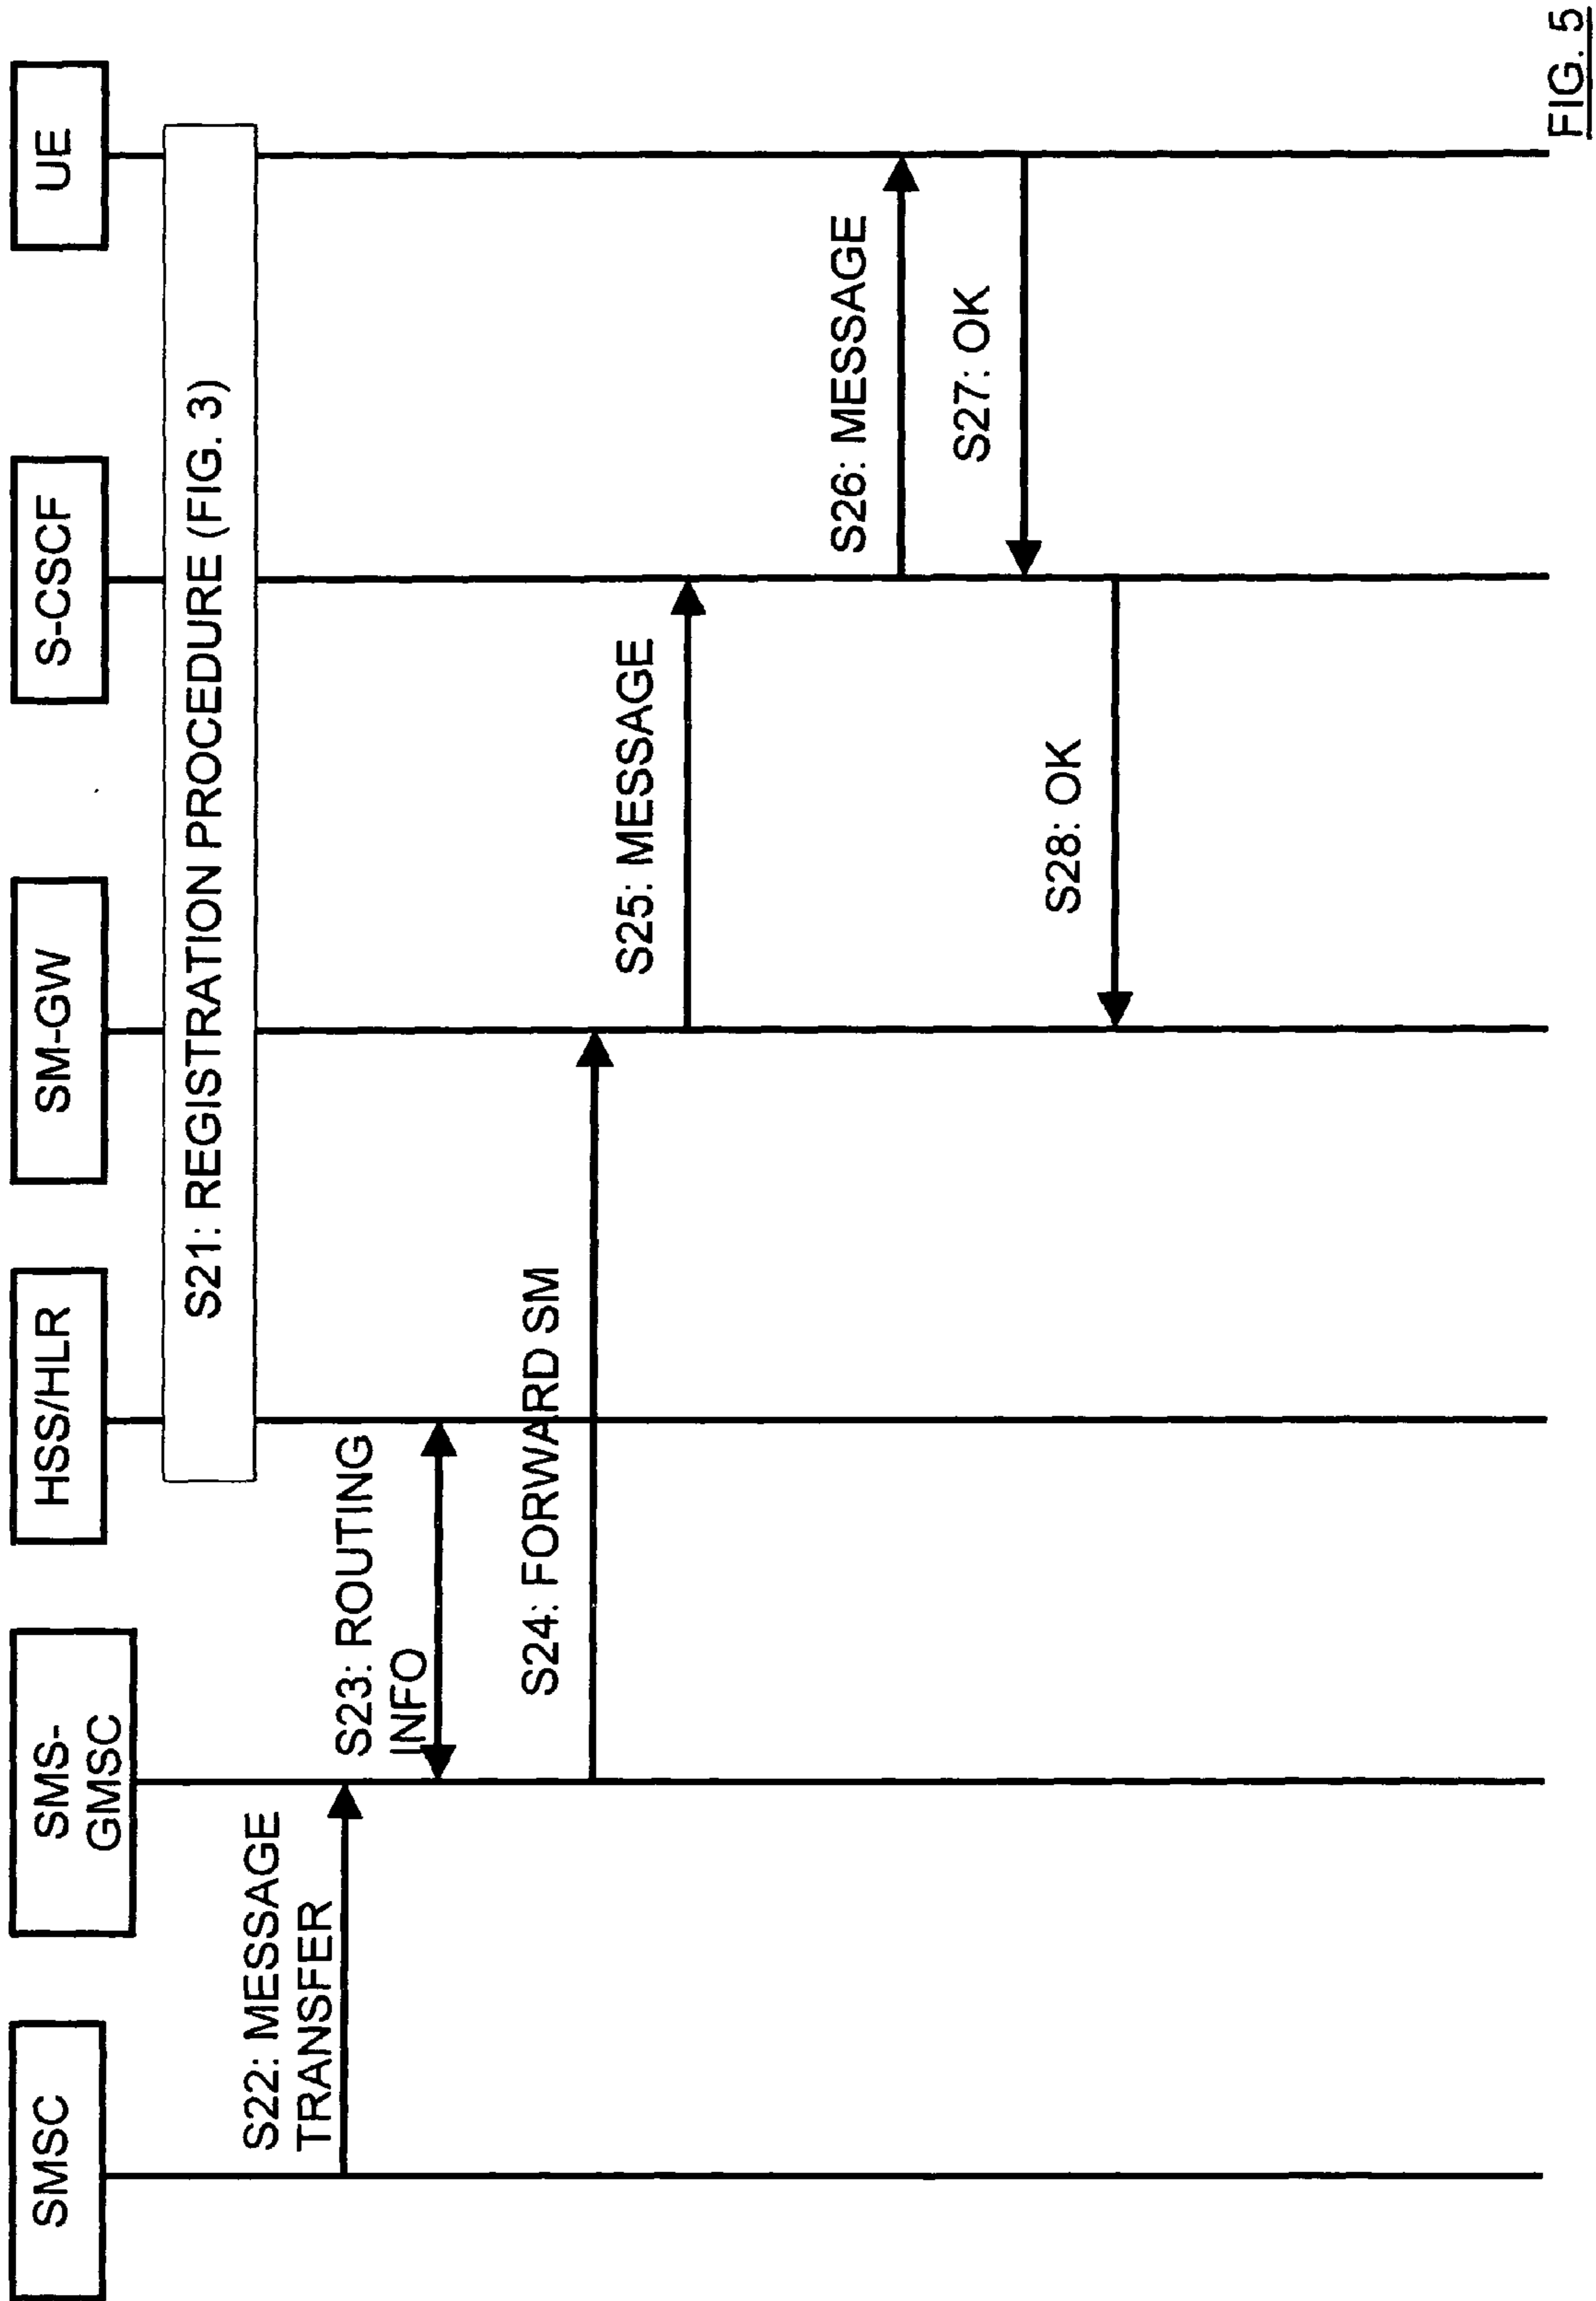 SMSC
SMS-
GMSC
HSS/HLR
SM-GW
S-CSCF
UE
S21: REGISTRATION PROCEDURE (FIG. 3)
S22: MESSAGE
TRANSFER
S23: ROUTING
INFO
S24: FORWARD SM
S25: MESSAGE
S26: MESSAGE
S27: OK
S28: OK
FIG. 5